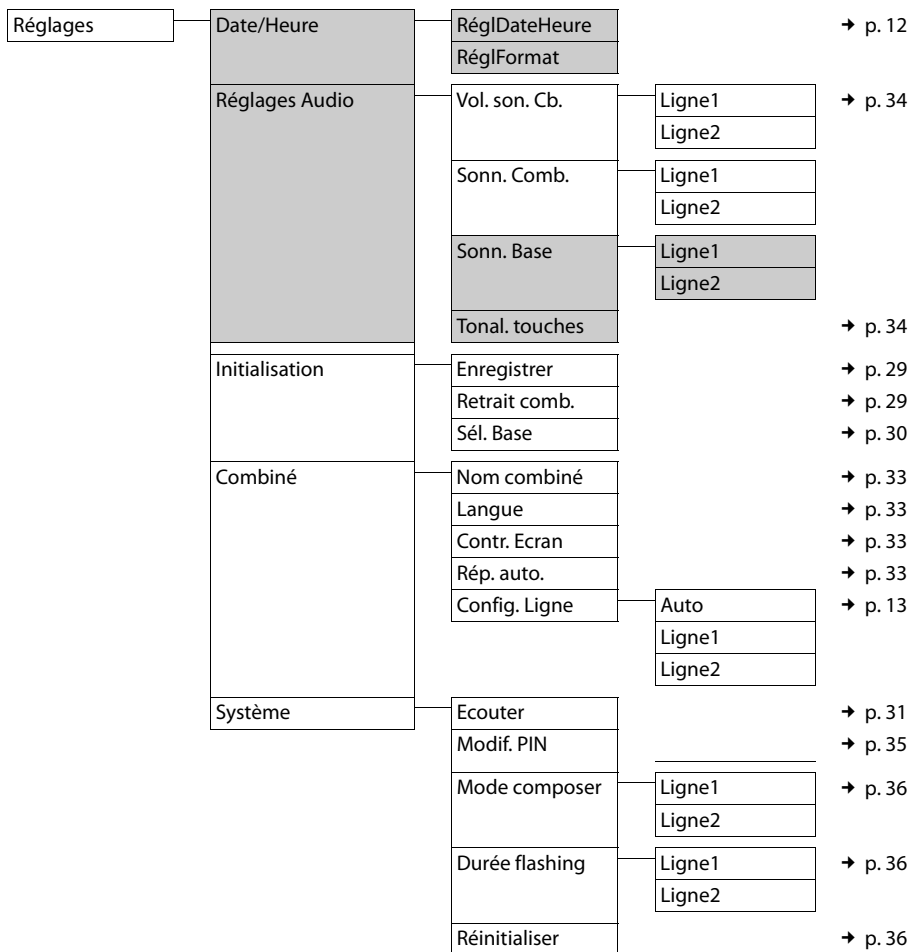 Réglages Date/Heure RéglDateHeure ➜ p. 12
RéglFormat
Réglages Audio Vol. son. Cb. Ligne1 ➜ p. 34
Ligne2
Sonn. Comb. Ligne1
Ligne2
Sonn. Base Ligne1
Ligne2
Tonal. touches ➜ p. 34
Initialisation Enregistrer ➜ p. 29
Retrait comb. ➜ p. 29
Sél. Base ➜ p. 30
Combiné Nom combiné ➜ p. 33
Langue ➜ p. 33
Contr. Ecran ➜ p. 33
Rép. auto. ➜ p. 33
Config. Ligne Auto ➜ p. 13
Ligne1
Ligne2
Système Ecouter ➜ p. 31
Modif. PIN ➜ p. 35
Mode composer Ligne1 ➜ p. 36
Ligne2
Durée flashing Ligne1 ➜ p. 36
Ligne2
Réinitialiser ➜ p. 36